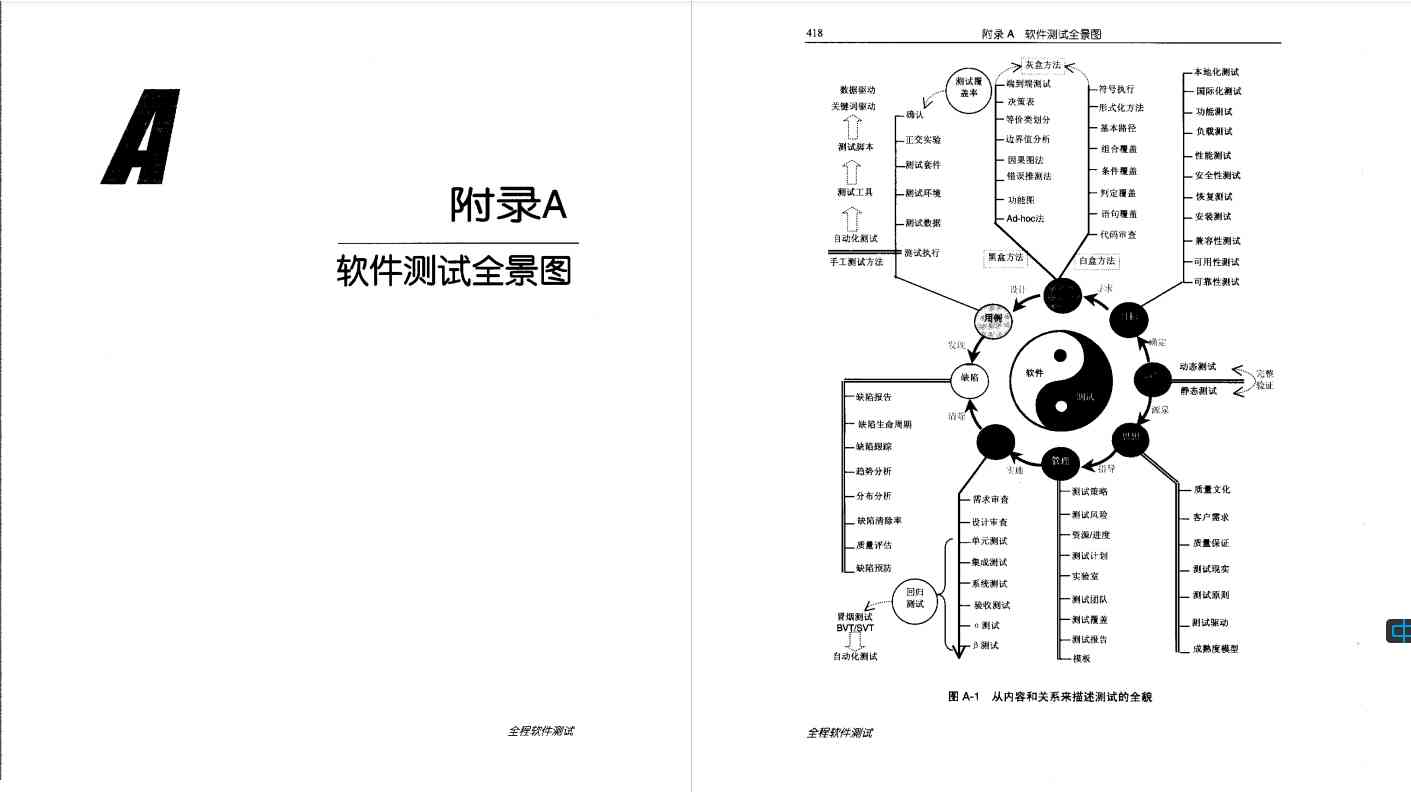 A
附录A
软件测试全景图
全程软件测试
418
附录 A 软件测试全景图
数据驱动
关键词驱动
测试脚本
测试工具
自动化测试
手工测试方法
测试覆
盖率
确认
正交实验
测试套件
测试环境
测试数据
测试执行
灰盒方法
端到端测试
决策表
等价类划分
边界值分析
因果图法
错误推测法
功能图
Ad-hoc法
黑盒方法
符号执行
形式化方法
基本路径
组合覆盖
条件覆盖
判定覆盖
语句覆盖
代码审查
白盒方法
本地化测试
国际化测试
功能测试
负载测试
性能测试
安全性测试
恢复测试
安装测试
兼容性测试
可用性测试
可靠性测试
设计
用例
发现
缺陷
清除
软件
测试
目标
确定
动态测试
静态测试
完整
验证
源泉
思想
指导
管理
实施
缺陷报告
缺陷生命周期
缺陷跟踪
趋势分析
分布分析
缺陷清除率
质量评估
缺陷预防
回归
测试
冒烟测试
BVT/SVT
自动化测试
需求审查
设计审查
单元测试
集成测试
系统测试
验收测试
α测试
β测试
测试策略
测试风险
资源/进度
测试计划
实验室
测试团队
测试覆盖
测试报告
模板
质量文化
客户需求
质量保证
测试现实
测试原则
测试驱动
成熟度模型
图 A-1 从内容和关系来描述测试的全貌
全程软件测试
中